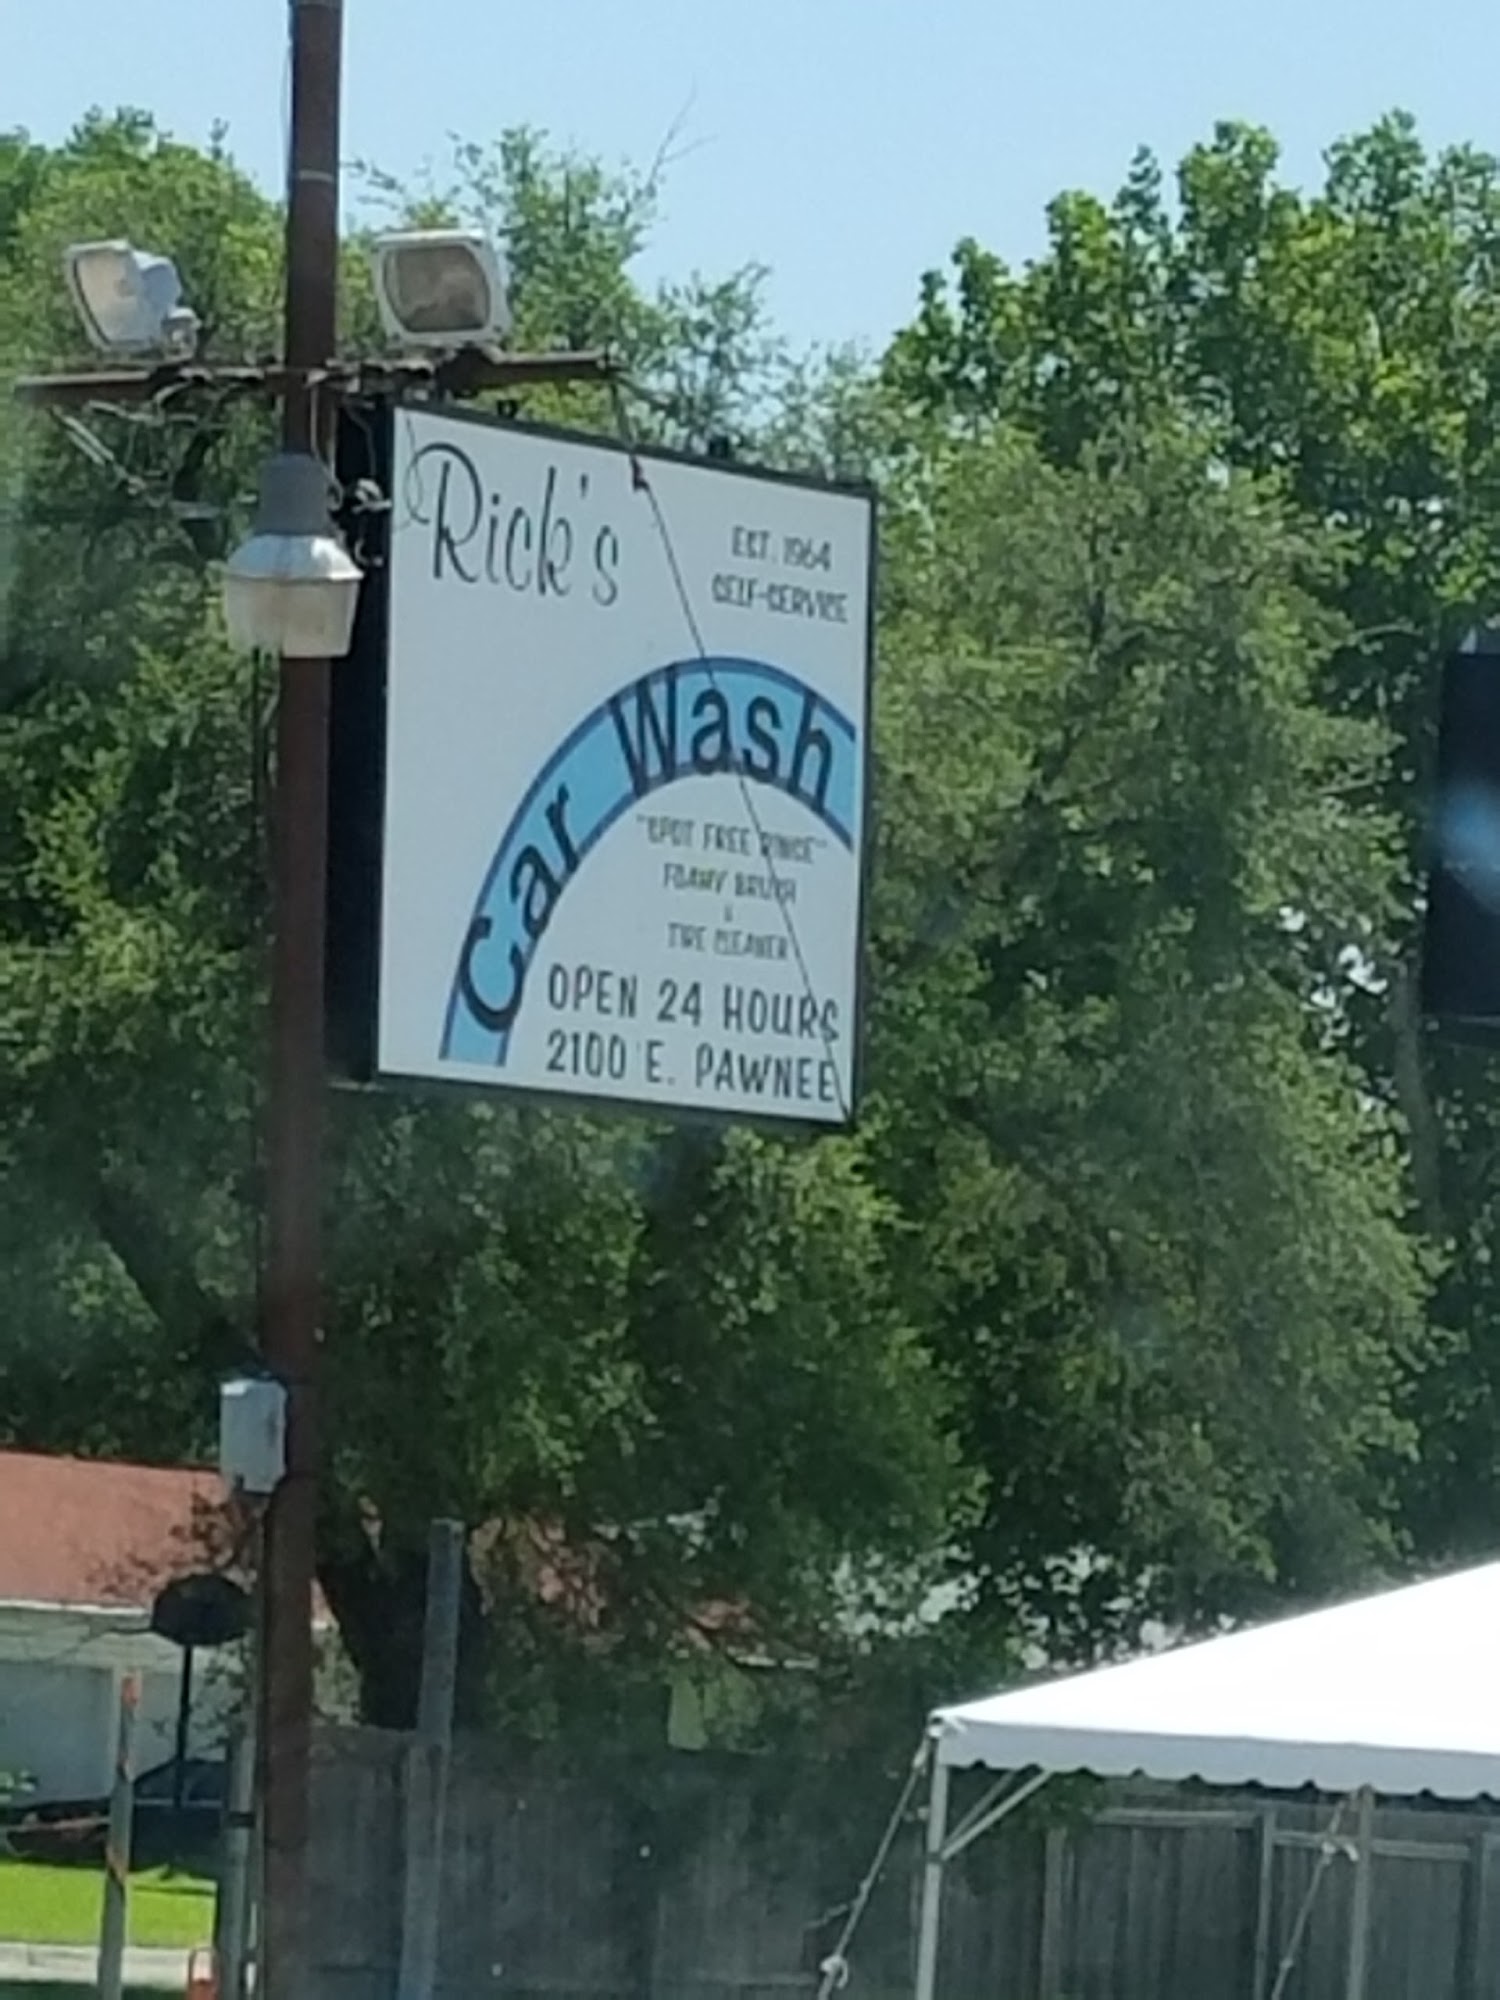 Rick's
EST. 1964
SELF-SERVICE
Car Wash
"SPOT FREE RINSE"
FOAMY BRUSH
&
TIRE CLEANER
OPEN 24 HOURS
2100 E. PAWNEE